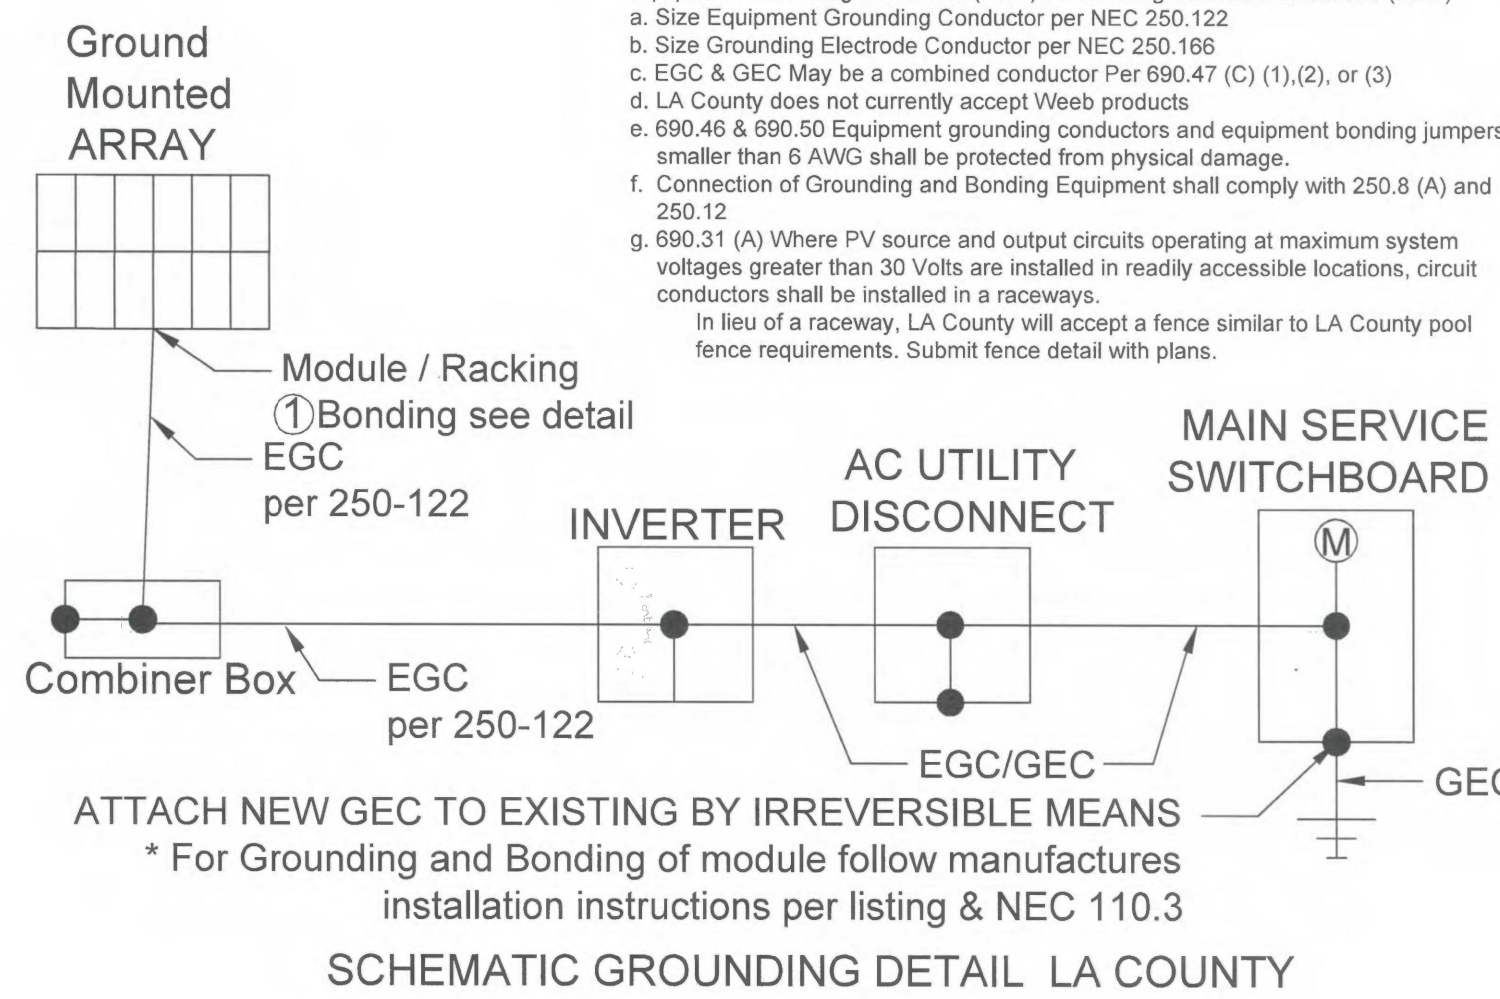 a. Size Equipment Grounding Conductor per NEC 250.122
b. Size Grounding Electrode Conductor per NEC 250.166
c. EGC & GEC May be a combined conductor Per 690.47 (C) (1),(2), or (3)
d. LA County does not currently accept Weeb products
e. 690.46 & 690.50 Equipment grounding conductors and equipment bonding jumpers
smaller than 6 AWG shall be protected from physical damage.
f. Connection of Grounding and Bonding Equipment shall comply with 250.8 (A) and
250.12
g. 690.31 (A) Where PV source and output circuits operating at maximum system
voltages greater than 30 Volts are installed in readily accessible locations, circuit
conductors shall be installed in a raceways.
In lieu of a raceway, LA County will accept a fence similar to LA County pool
fence requirements. Submit fence detail with plans.
Ground
Mounted
ARRAY
Module / Racking
①Bonding see detail
EGC
per 250-122
INVERTER
AC UTILITY
DISCONNECT
MAIN SERVICE
SWITCHBOARD
M
Combiner Box
EGC
per 250-122
EGC/GEC
GEC
ATTACH NEW GEC TO EXISTING BY IRREVERSIBLE MEANS
* For Grounding and Bonding of module follow manufactures
installation instructions per listing & NEC 110.3
SCHEMATIC GROUNDING DETAIL LA COUNTY